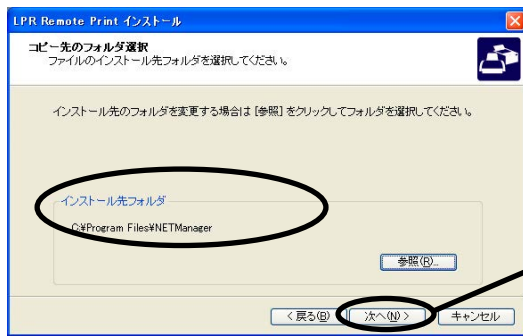 LPR Remote Print インストール
コピー先のフォルダ選択
ファイルのインストール先フォルダを選択してください。
インストール先のフォルダを変更する場合は [参照] をクリックしてフォルダを選択してください。
インストール先フォルダ
C:¥Program Files¥NETManager
参照(R)...
< 戻る(B)
次へ(N) >
キャンセル